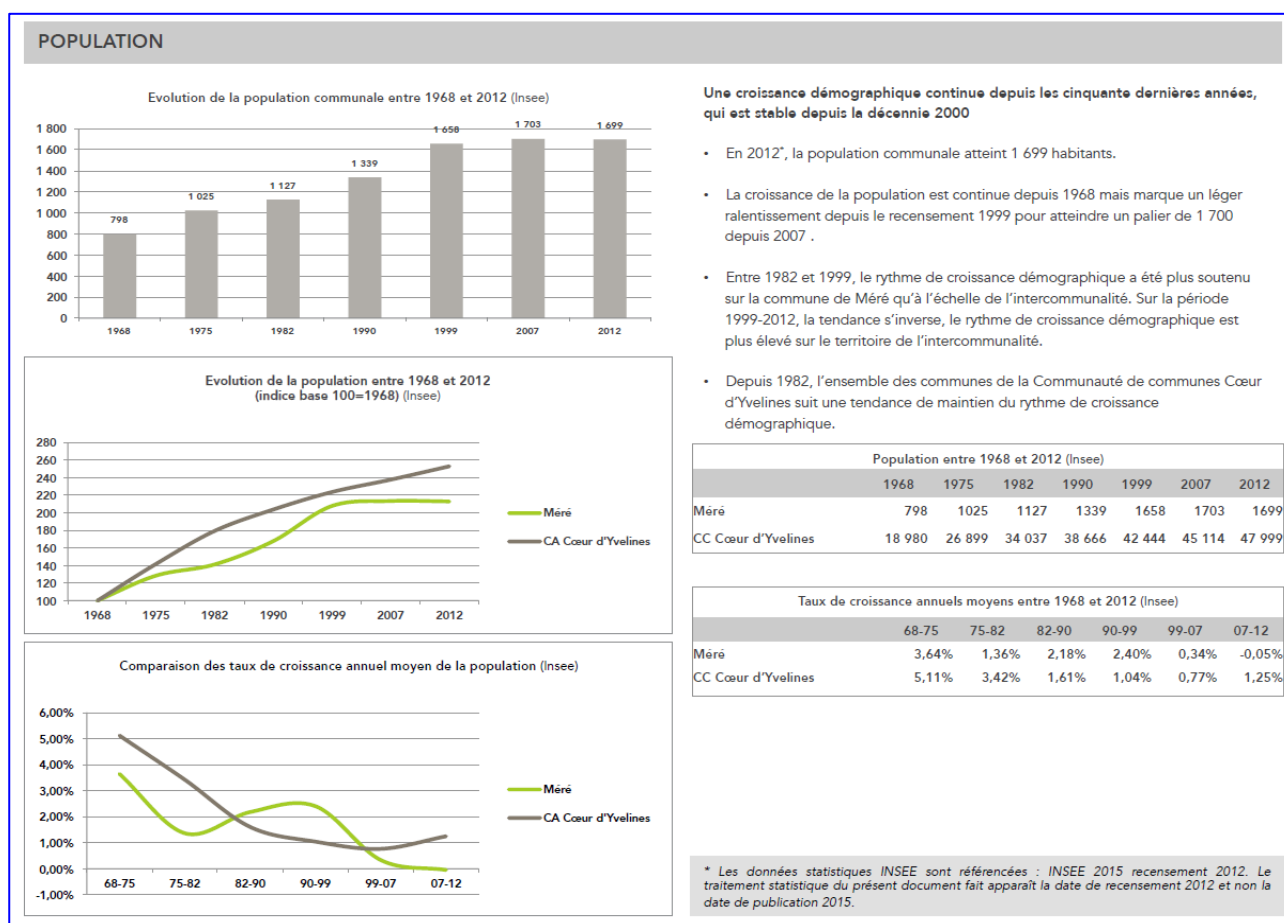 POPULATION
Evolution de la population communale entre 1968 et 2012 (Insee)
1 800
1 600
1 400
1 200
1 000
800
600
400
200
0
798
1 025
1 127
1 339
1 658
1 703
1 699
1968 1975 1982 1990 1999 2007 2012
Evolution de la population entre 1968 et 2012
(indice base 100=1968) (Insee)
280
260
240
220
200
180
160
140
120
100
1968 1975 1982 1990 1999 2007 2012
Méré
CA Cœur d'Yvelines
Comparaison des taux de croissance annuel moyen de la population (Insee)
6,00%
5,00%
4,00%
3,00%
2,00%
1,00%
0,00%
-1,00%
68-75 75-82 82-90 90-99 99-07 07-12
Méré
CA Cœur d'Yvelines
Une croissance démographique continue depuis les cinquante dernières années,
qui est stable depuis la décennie 2000
• En 2012*, la population communale atteint 1 699 habitants.
• La croissance de la population est continue depuis 1968 mais marque un léger
ralentissement depuis le recensement 1999 pour atteindre un palier de 1 700
depuis 2007 .
• Entre 1982 et 1999, le rythme de croissance démographique a été plus soutenu
sur la commune de Méré qu'à l'échelle de l'intercommunalité. Sur la période
1999-2012, la tendance s'inverse, le rythme de croissance démographique est
plus élevé sur le territoire de l'intercommunalité.
• Depuis 1982, l'ensemble des communes de la Communauté de communes Cœur
d'Yvelines suit une tendance de maintien du rythme de croissance
démographique.
Population entre 1968 et 2012 (Insee)
1968 1975 1982 1990 1999 2007 2012
Méré 798 1025 1127 1339 1658 1703 1699
CC Cœur d'Yvelines 18 980 26 899 34 037 38 666 42 444 45 114 47 999
Taux de croissance annuels moyens entre 1968 et 2012 (Insee)
68-75 75-82 82-90 90-99 99-07 07-12
Méré 3,64% 1,36% 2,18% 2,40% 0,34% -0,05%
CC Cœur d'Yvelines 5,11% 3,42% 1,61% 1,04% 0,77% 1,25%
* Les données statistiques INSEE sont référencées : INSEE 2015 recensement 2012. Le
traitement statistique du présent document fait apparaît la date de recensement 2012 et non la
date de publication 2015.